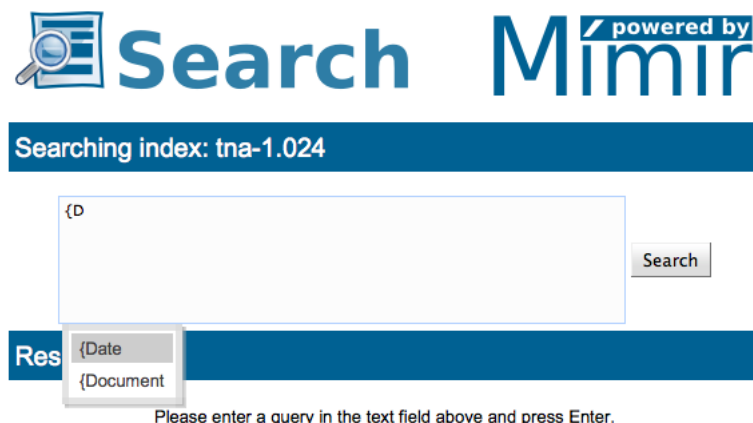 Search
powered by
Mimir
Searching index: tna-1.024
{D
Search
{Date
Res
{Document
Please enter a query in the text field above and press Enter.